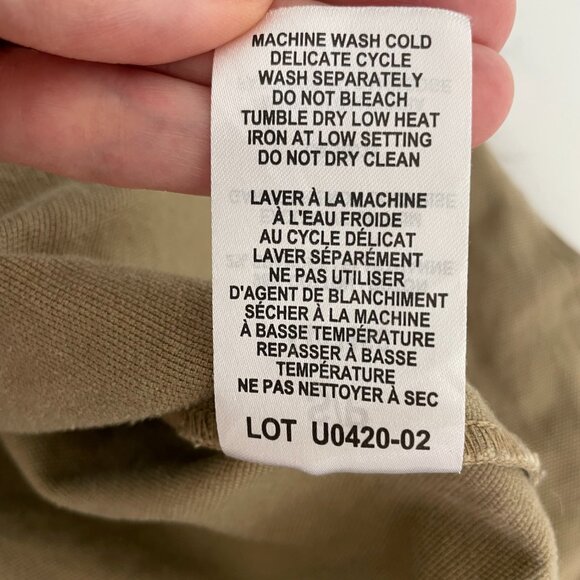 MACHINE WASH COLD
DELICATE CYCLE
WASH SEPARATELY
DO NOT BLEACH
TUMBLE DRY LOW HEAT
IRON AT LOW SETTING
DO NOT DRY CLEAN
LAVER À LA MACHINE
À L'EAU FROIDE
AU CYCLE DÉLICAT
LAVER SÉPARÉMENT
NE PAS UTILISER
D'AGENT DE BLANCHIMENT
SÉCHER À LA MACHINE
À BASSE TEMPÉRATURE
REPASSER À BASSE
TEMPÉRATURE
NE PAS NETTOYER À SEC
LOT U0420-02